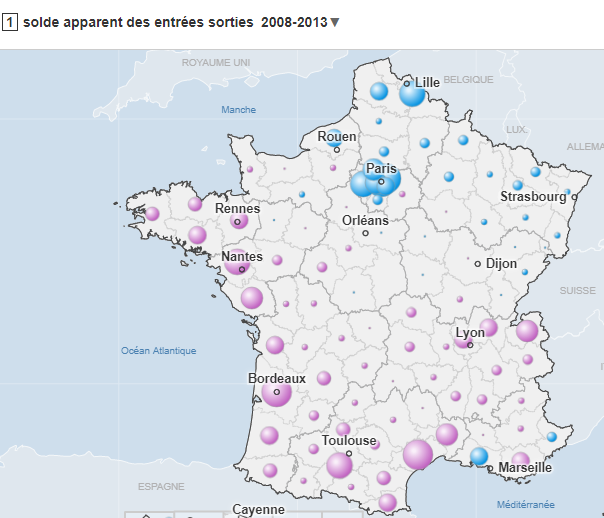 1 solde apparent des entrées sorties 2008-2013▼
ROYAUME UNI
Lille
BELGIQUE
Manche
LUX.
Rouen
ALLEMA
Paris
Strasbourg
Rennes
Orléans
Nantes
Dijon
SUISSE
Lyon
Océan Atlantique
Bordeaux
Toulouse
Marseille
ESPAGNE
Méditérranée
Cayenne